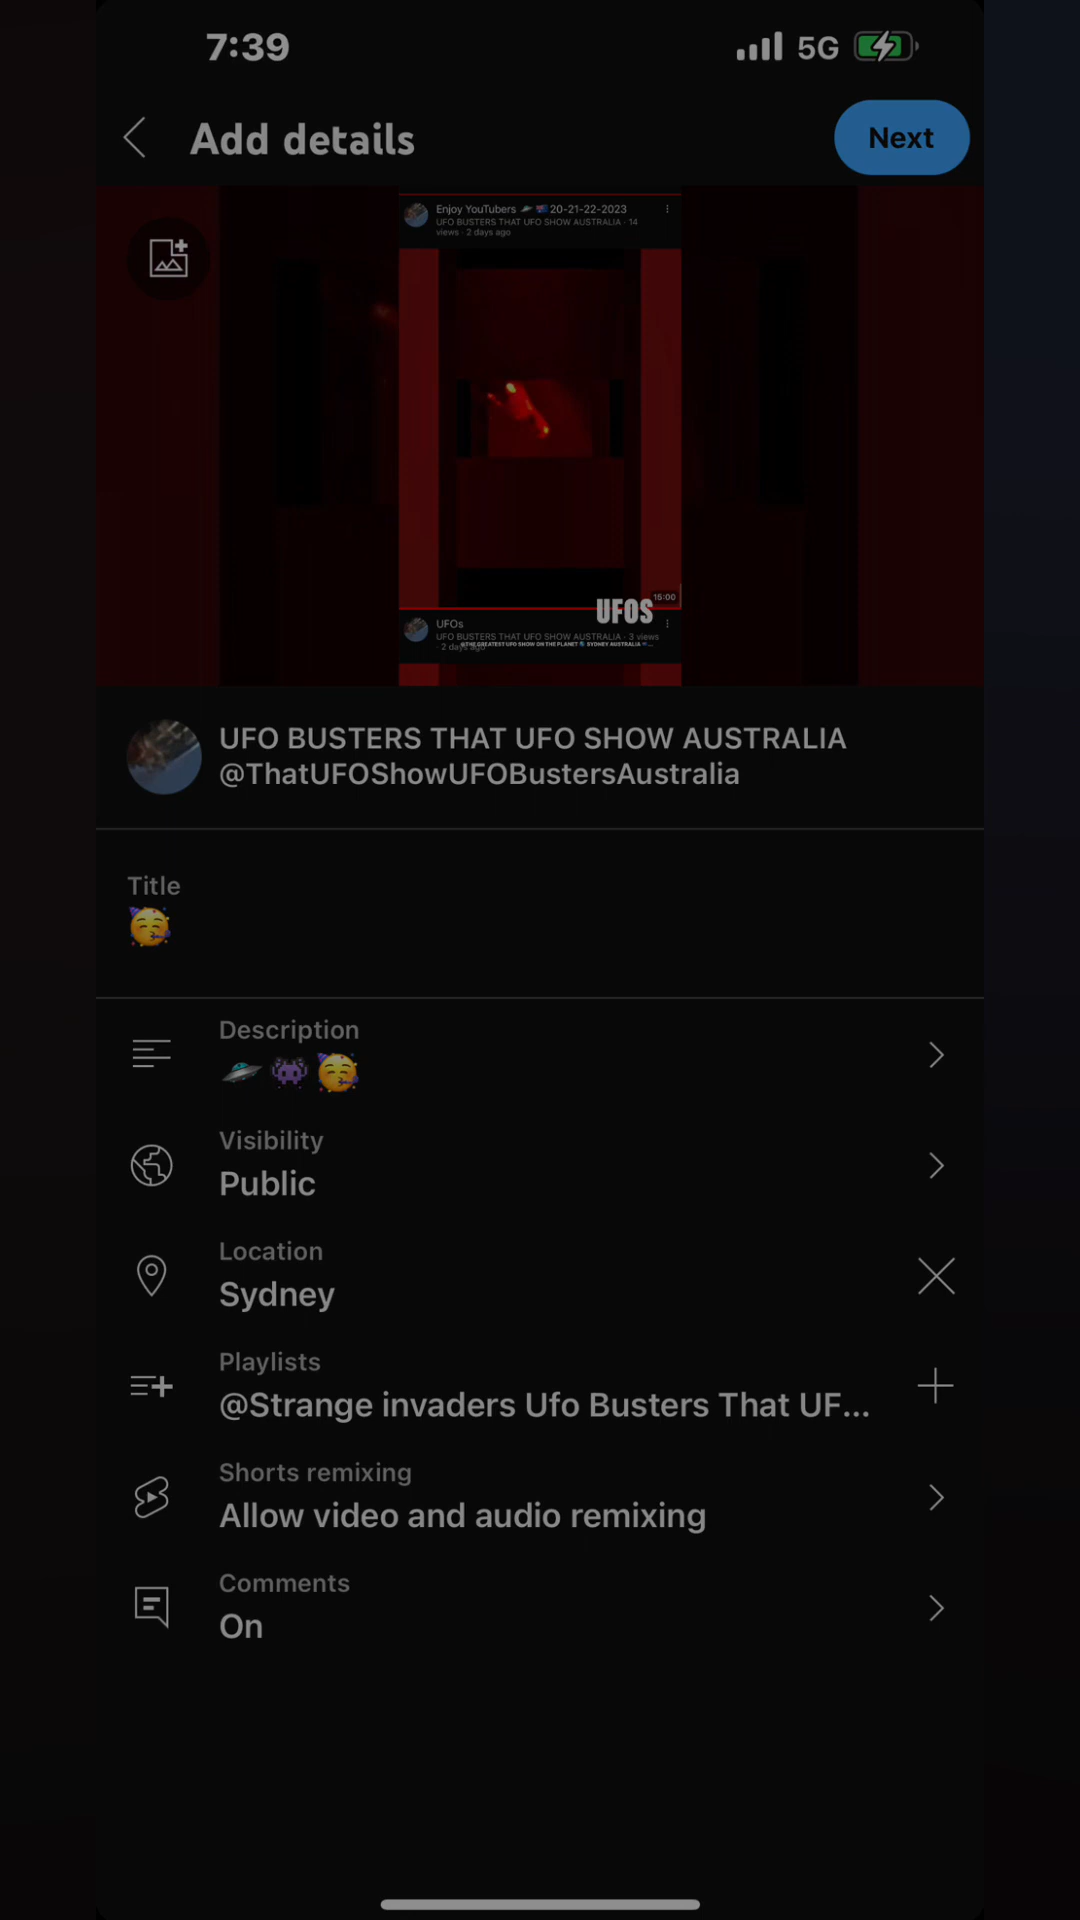 7:39
5G
Add details
Next
Enjoy YouTubers 🛸 🇦🇺 20-21-22-2023
UFO BUSTERS THAT UFO SHOW AUSTRALIA · 14
views · 2 days ago
15:00
UFOS
UFOs
UFO BUSTERS THAT UFO SHOW AUSTRALIA · 3 views
· 2 days ago
THE GREATEST UFO SHOW ON THE PLANET SYDNEY AUSTRALIA
UFO BUSTERS THAT UFO SHOW AUSTRALIA
@ThatUFOShowUFOBustersAustralia
Title
🥳
Description
🛸 👾 🥳
Visibility
Public
Location
Sydney
Playlists
@Strange invaders Ufo Busters That UF...
Shorts remixing
Allow video and audio remixing
Comments
On